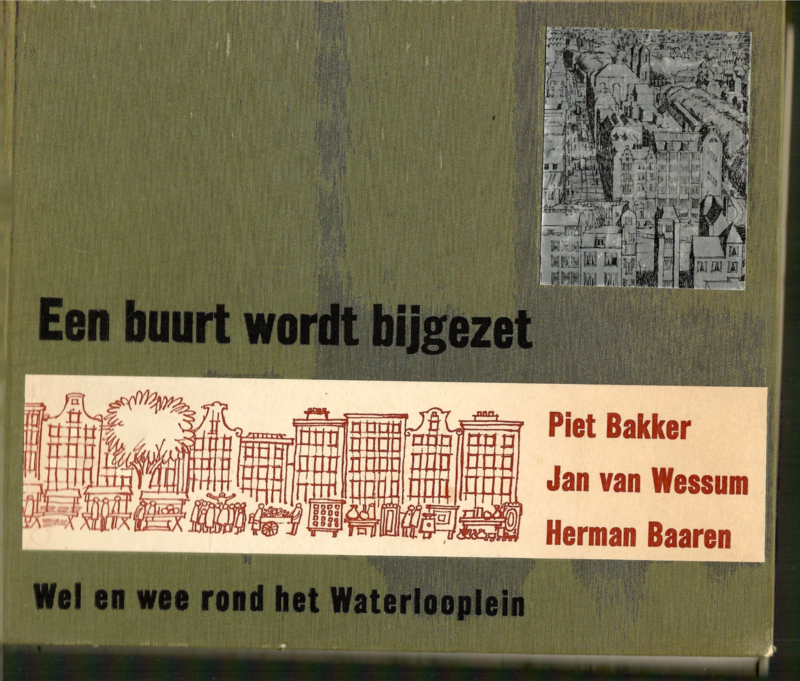 Een buurt wordt bijgezet
Piet Bakker
Jan van Wessum
Herman Baaren
Wel en wee rond het Waterlooplein